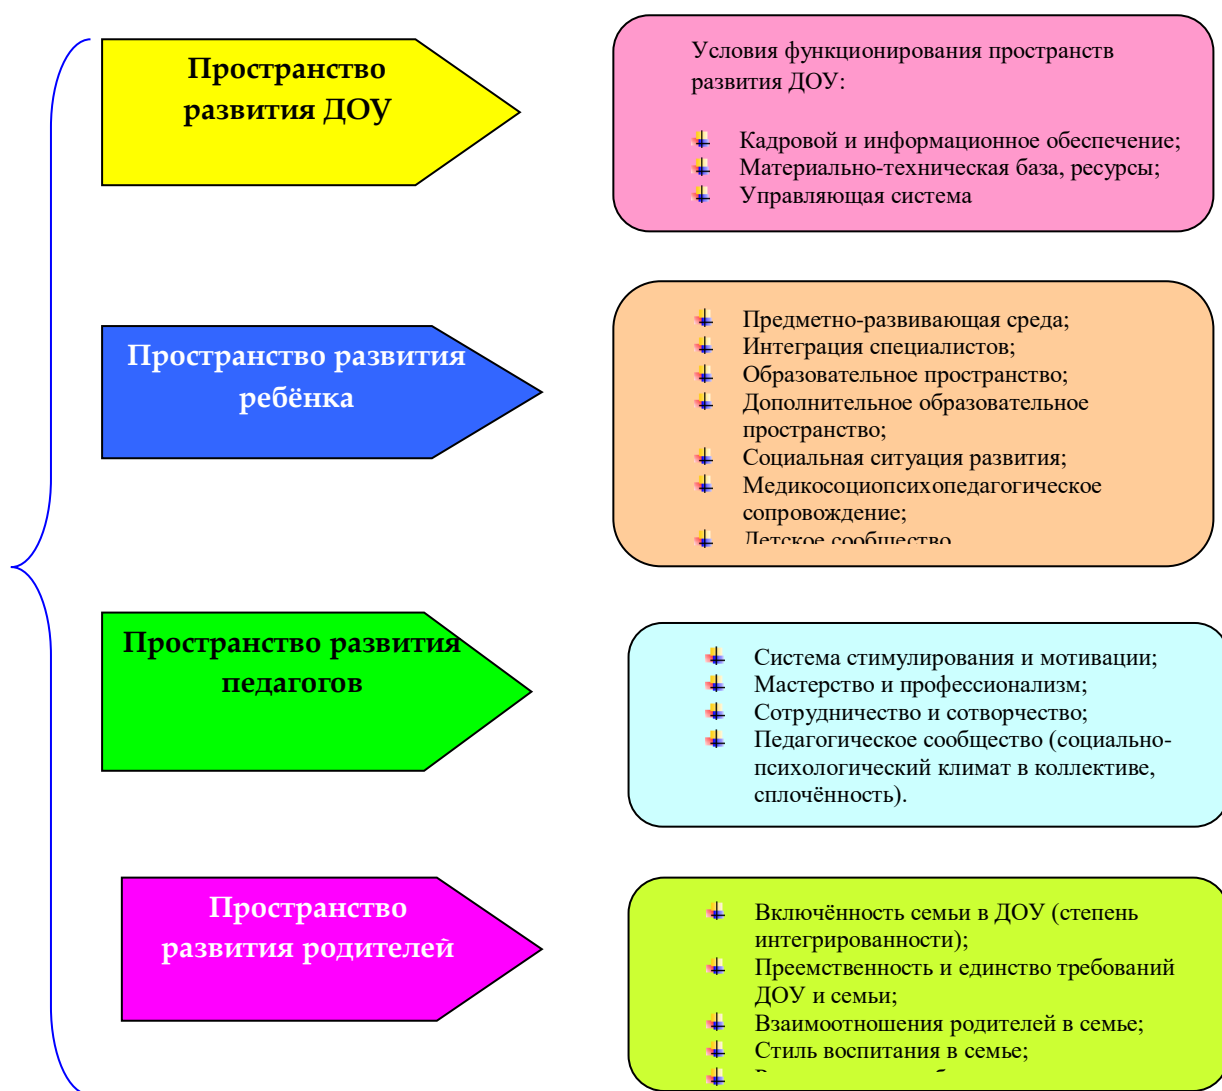 Пространство
развития ДОУ
Условия функционирования пространств
развития ДОУ:
Кадровой и информационное обеспечение;
Материально-техническая база, ресурсы;
Управляющая система
Пространство развития
ребёнка
Предметно-развивающая среда;
Интеграция специалистов;
Образовательное пространство;
Дополнительное образовательное
пространство;
Социальная ситуация развития;
Медикосоциопсихопедагогическое
сопровождение;
Детское сообщество
Пространство развития
педагогов
Система стимулирования и мотивации;
Мастерство и профессионализм;
Сотрудничество и сотворчество;
Педагогическое сообщество (социально-
психологический климат в коллективе,
сплочённость).
Пространство
развития родителей
Включённость семьи в ДОУ (степень
интегрированности);
Преемственность и единство требований
ДОУ и семьи;
Взаимоотношения родителей в семье;
Стиль воспитания в семье;